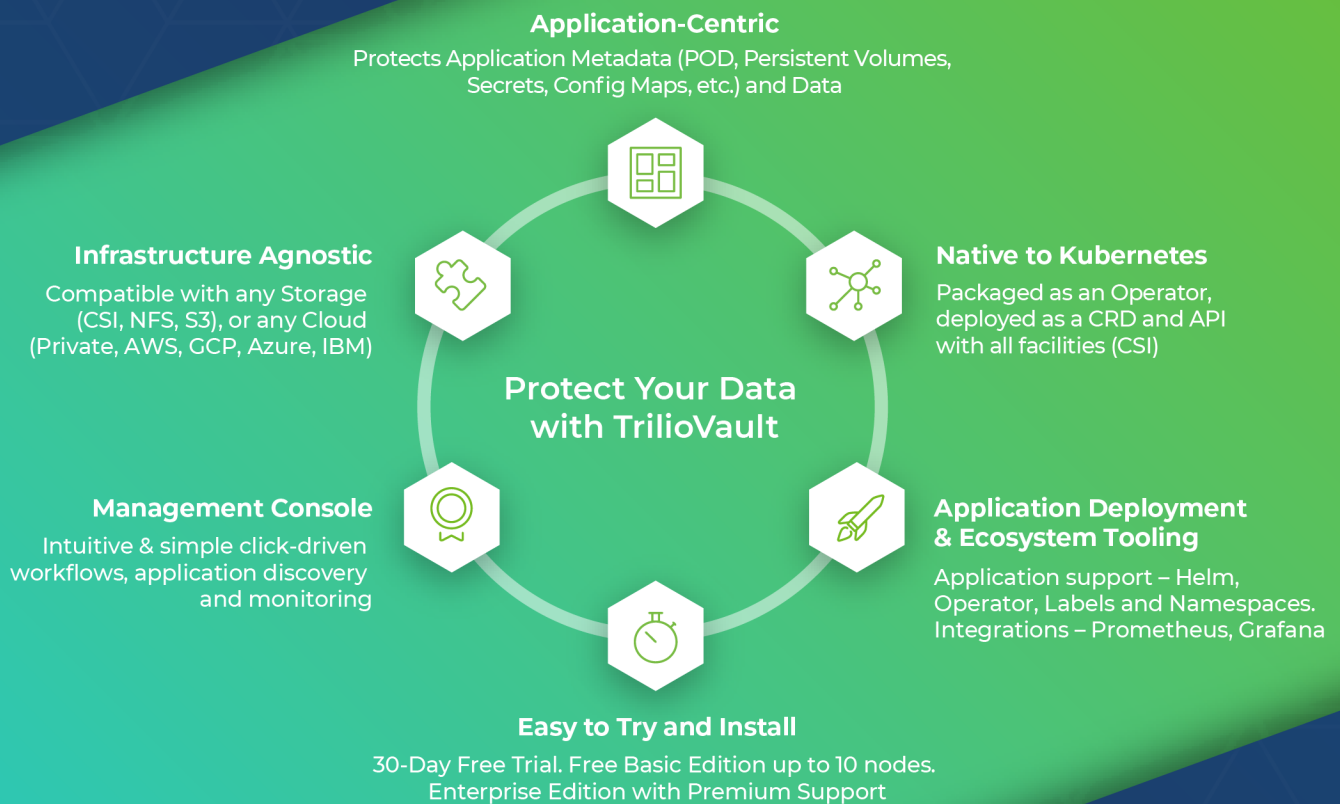 Application-Centric
Protects Application Metadata (POD, Persistent Volumes,
Secrets, Config Maps, etc.) and Data
Infrastructure Agnostic
Compatible with any Storage
(CSI, NFS, S3), or any Cloud
(Private, AWS, GCP, Azure, IBM)
Native to Kubernetes
Packaged as an Operator,
deployed as a CRD and API
with all facilities (CSI)
Protect Your Data
with TrilioVault
Management Console
Intuitive & simple click-driven
workflows, application discovery
and monitoring
Application Deployment
& Ecosystem Tooling
Application support – Helm,
Operator, Labels and Namespaces.
Integrations – Prometheus, Grafana
Easy to Try and Install
30-Day Free Trial. Free Basic Edition up to 10 nodes.
Enterprise Edition with Premium Support